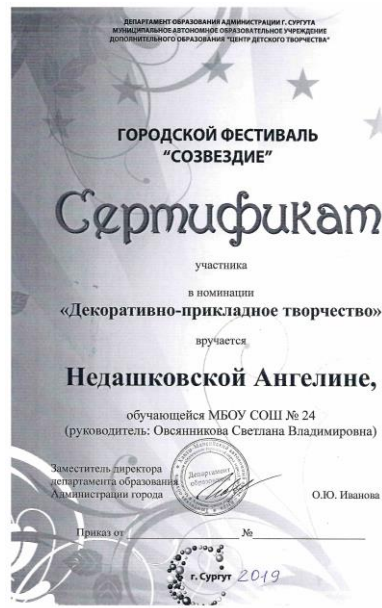 ДЕПАРТАМЕНТ ОБРАЗОВАНИЯ АДМИНИСТРАЦИИ Г. СУРГУТА
МУНИЦИПАЛЬНОЕ АВТОНОМНОЕ ОБРАЗОВАТЕЛЬНОЕ УЧРЕЖДЕНИЕ
ДОПОЛНИТЕЛЬНОГО ОБРАЗОВАНИЯ "ЦЕНТР ДЕТСКОГО ТВОРЧЕСТВА"
ГОРОДСКОЙ ФЕСТИВАЛЬ
"СОЗВЕЗДИЕ"
Сертификат
участника
в номинации
«Декоративно-прикладное творчество»
вручается
Недашковской Ангелине,
обучающейся МБОУ СОШ № 24
(руководитель: Овсянникова Светлана Владимировна)
Заместитель директора
департамента образования
Администрации города
О.Ю. Иванова
Департамент
образования
Приказ от №
г. Сургут 2019